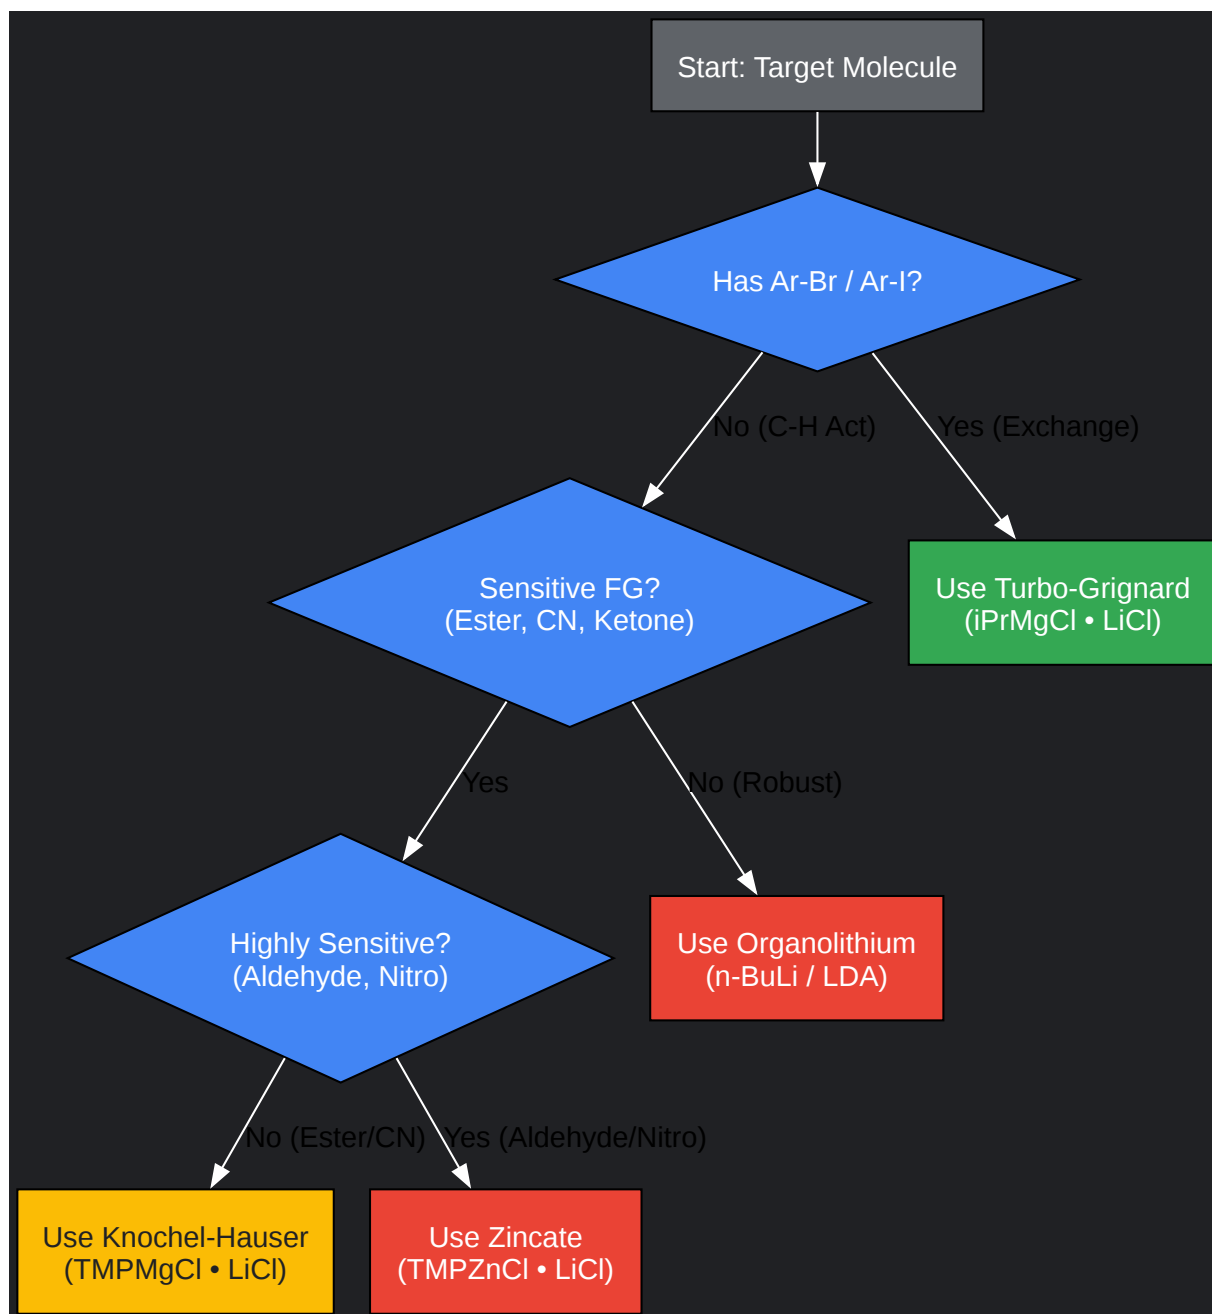 Start: Target Molecule
Has Ar-Br / Ar-I?
No (C-H Act)
Yes (Exchange)
Sensitive FG?
(Ester, CN, Ketone)
Use Turbo-Grignard
(iPrMgCl • LiCl)
Yes
No (Robust)
Highly Sensitive?
(Aldehyde, Nitro)
Use Organolithium
(n-BuLi / LDA)
No (Ester/CN)
Yes (Aldehyde/Nitro)
Use Knochel-Hauser
(TMPMgCl • LiCl)
Use Zincate
(TMPZnCl • LiCl)